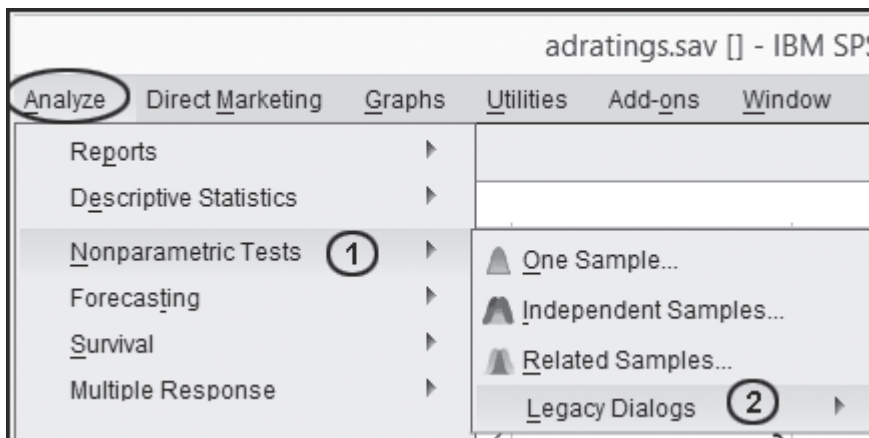 adratings.sav [] - IBM SPS
Analyze Direct Marketing Graphs Utilities Add-ons Window
Reports
Descriptive Statistics
Nonparametric Tests 1
Forecasting
Survival
Multiple Response
One Sample...
Independent Samples...
Related Samples...
Legacy Dialogs 2